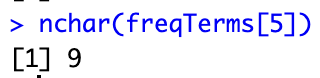 > nchar(freqTerms[5])
[1] 9